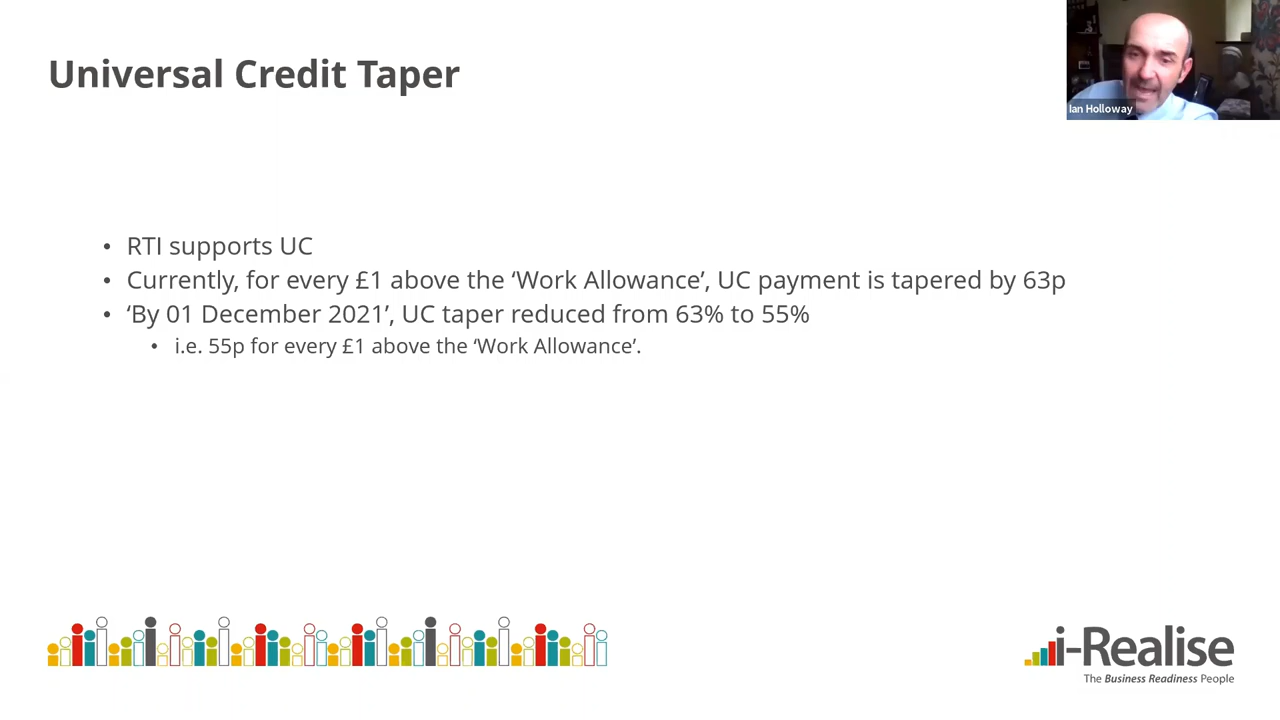 Universal Credit Taper
Ian Holloway
• RTI supports UC
• Currently, for every £1 above the ‘Work Allowance’, UC payment is tapered by 63p
• ‘By 01 December 2021’, UC taper reduced from 63% to 55%
• i.e. 55p for every £1 above the ‘Work Allowance’.
i-Realise
The Business Readiness People